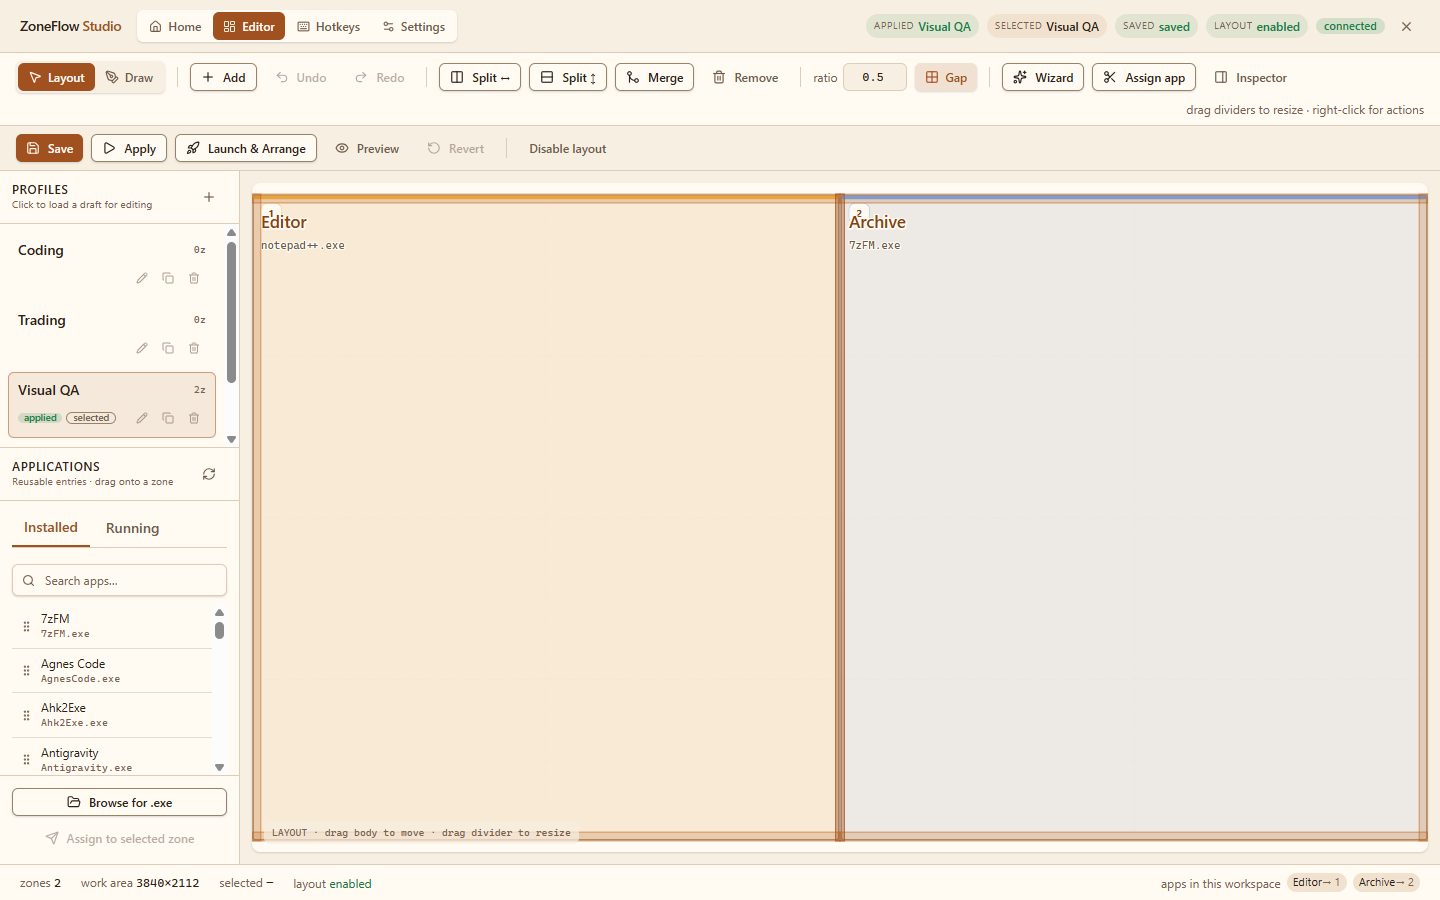 ZoneFlow Studio Home Editor Hotkeys Settings APPLIED Visual QA SELECTED Visual QA SAVED saved LAYOUT enabled connected
Layout Draw Add Undo Redo Split ↔ Split ↕ Merge Remove ratio 0.5 Gap Wizard Assign app Inspector
drag dividers to resize · right-click for actions
Save Apply Launch & Arrange Preview Revert Disable layout
PROFILES
Click to load a draft for editing
Coding 0z
Trading 0z
Visual QA 2z
applied selected
APPLICATIONS
Reusable entries · drag onto a zone
Installed Running
Search apps...
7zFM
7zFM.exe
Agnes Code
AgnesCode.exe
Ahk2Exe
Ahk2Exe.exe
Antigravity
Antigravity.exe
Browse for .exe
Assign to selected zone
1
Editor
notepad++.exe
2
Archive
7zFM.exe
LAYOUT · drag body to move · drag divider to resize
zones 2 work area 3840×2112 selected — layout enabled apps in this workspace Editor→ 1 Archive→ 2